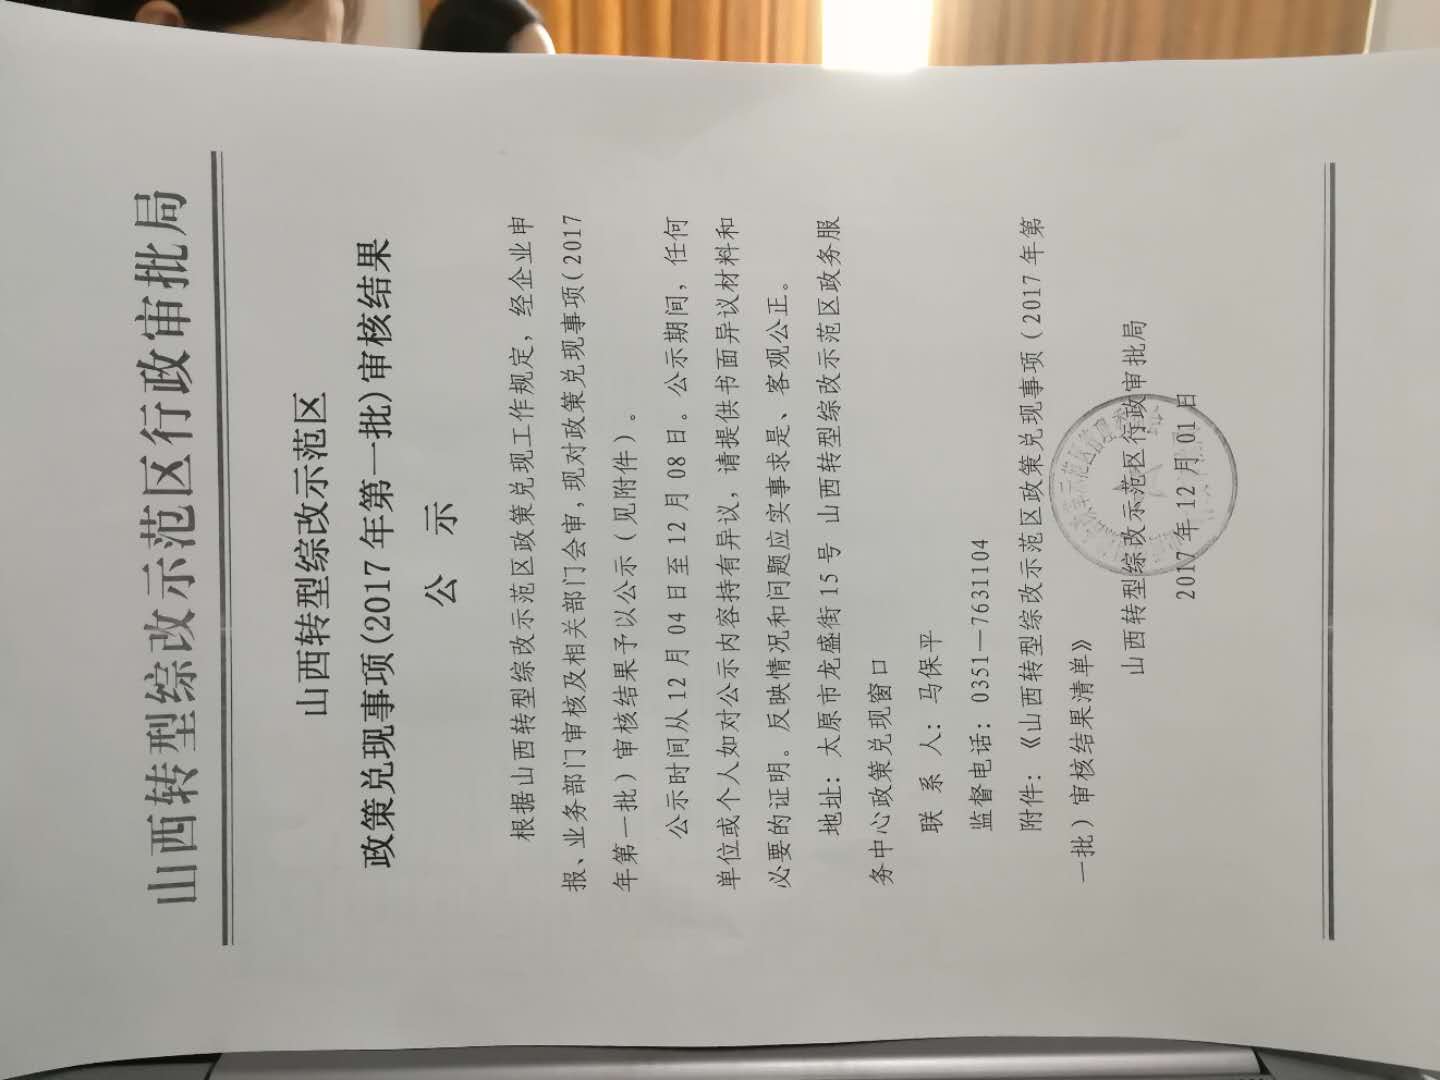 山西转型综改示范区行政审批局
山西转型综改示范区
政策兑现事项(2017年第一批)审核结果
公 示
根据山西转型综改示范区政策兑现工作规定，经企业申
报、业务部门审核及相关部门会审，现对政策兑现事项（2017
年第一批）审核结果予以公示（见附件）。
公示时间从12月04日至12月08日。公示期间，任何
单位或个人如对公示内容持有异议，请提供书面异议材料和
必要的证明。反映情况和问题应实事求是、客观公正。
地址：太原市龙盛街15号 山西转型综改示范区政务服
务中心政策兑现窗口
联 系 人：马保平
监督电话：0351—7631104
附件：《山西转型综改示范区政策兑现事项（2017年第
一批）审核结果清单》
山西转型综改示范区行政审批局
2017年12月01日